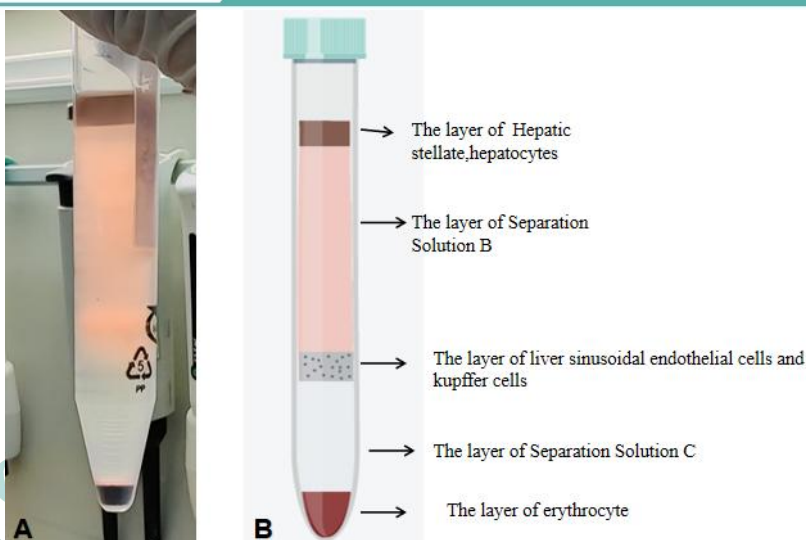 The layer of Hepatic
stellate,hepatocytes
The layer of Separation
Solution B
The layer of liver sinusoidal endothelial cells and
kupffer cells
The layer of Separation Solution C
The layer of erythrocyte
5
PP
A
B